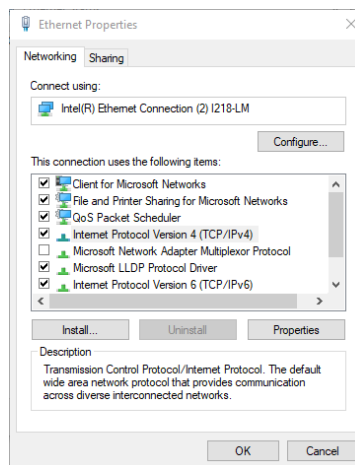 Ethernet Properties
Networking
Sharing
Connect using:
Intel(R) Ethernet Connection (2) I218-LM
Configure...
This connection uses the following items:
Client for Microsoft Networks
File and Printer Sharing for Microsoft Networks
QoS Packet Scheduler
Internet Protocol Version 4 (TCP/IPv4)
Microsoft Network Adapter Multiplexor Protocol
Microsoft LLDP Protocol Driver
Internet Protocol Version 6 (TCP/IPv6)
Install...
Uninstall
Properties
Description
Transmission Control Protocol/Internet Protocol. The default
wide area network protocol that provides communication
across diverse interconnected networks.
OK
Cancel